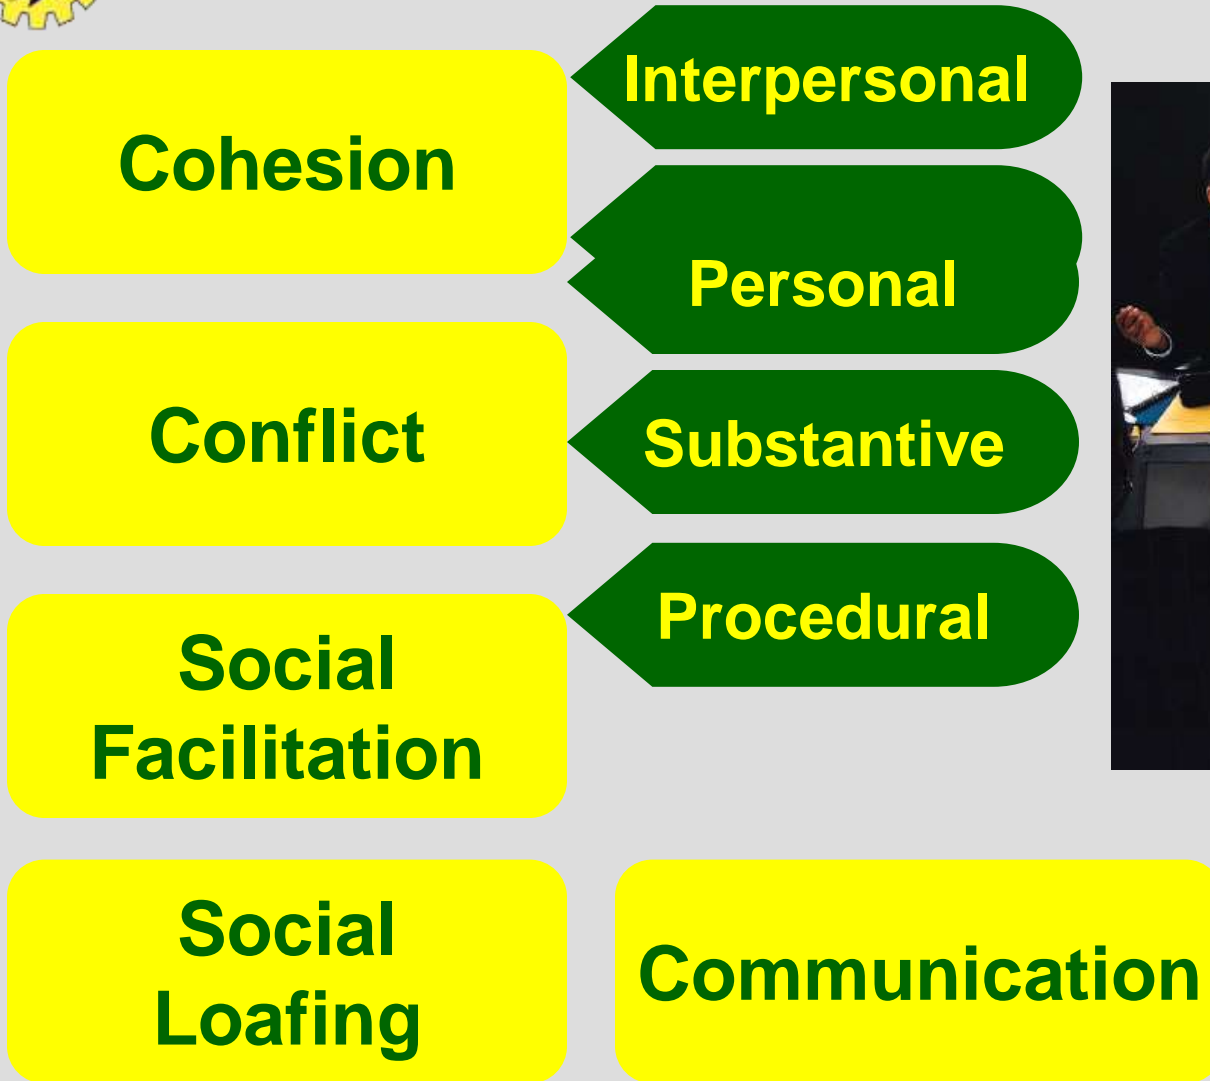 Cohesion
Interpersonal
Personal
Conflict
Substantive
Procedural
Social
Facilitation
Social
Loafing
Communication